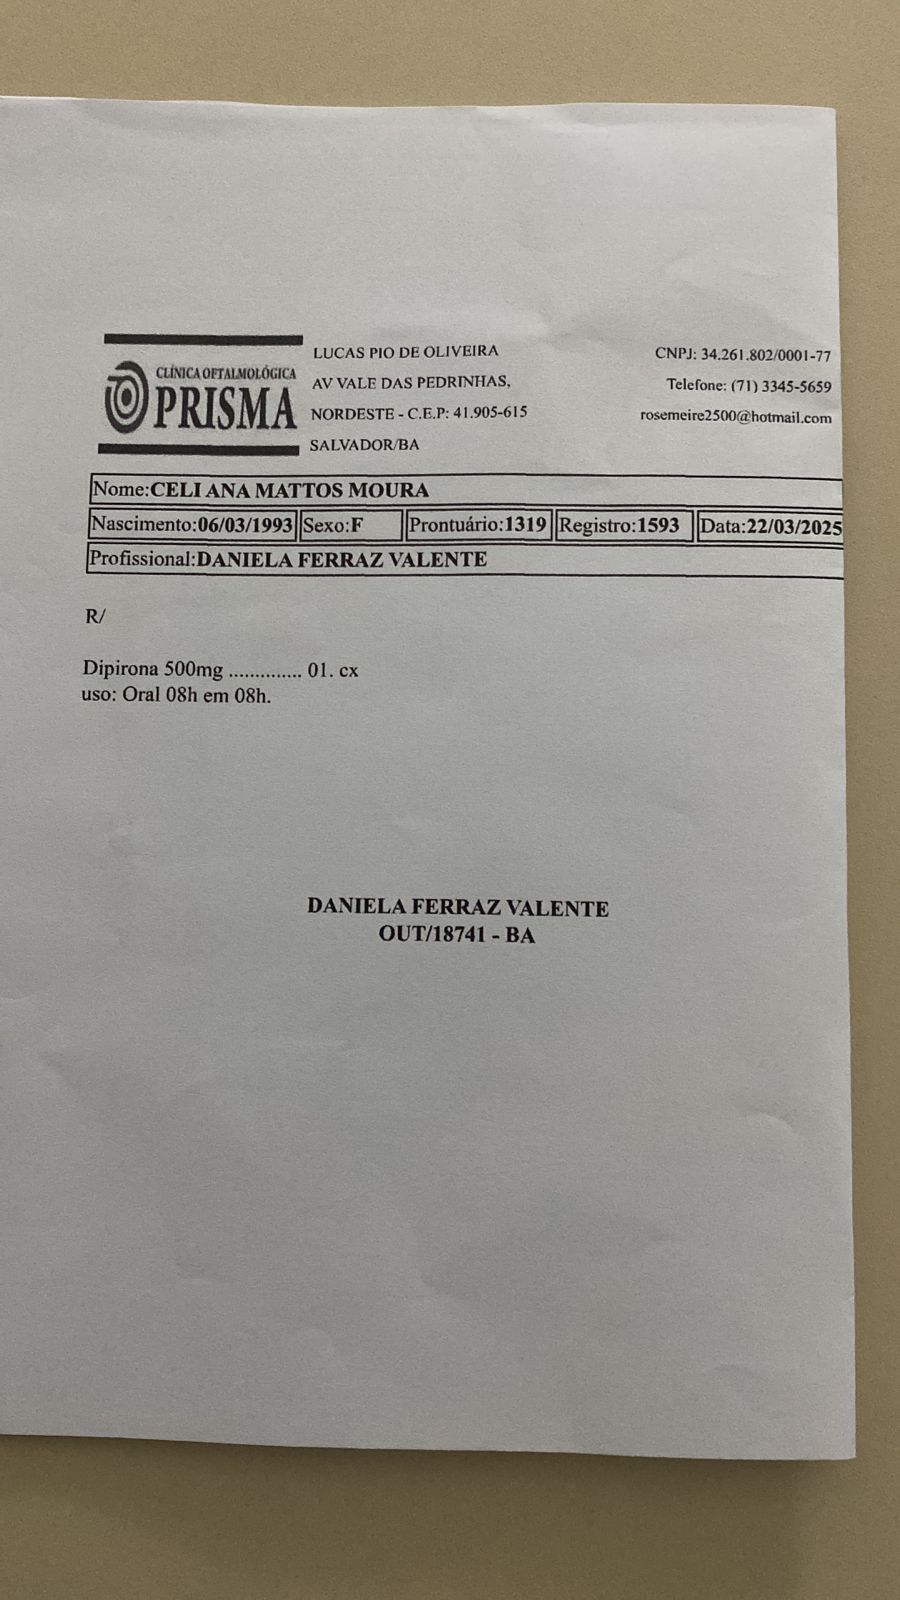 CLÍNICA OFTALMOLÓGICA
PRISMA
LUCAS PIO DE OLIVEIRA
AV VALE DAS PEDRINHAS,
NORDESTE - C.E.P: 41.905-615
SALVADOR/BA
CNPJ: 34.261.802/0001-77
Telefone: (71) 3345-5659
rosemeire2500@hotmail.com
Nome:CELI ANA MATTOS MOURA
Nascimento:06/03/1993 Sexo:F Prontuário:1319 Registro:1593 Data:22/03/2025
Profissional:DANIELA FERRAZ VALENTE
R/
Dipirona 500mg .............. 01. cx
uso: Oral 08h em 08h.
DANIELA FERRAZ VALENTE
OUT/18741 - BA